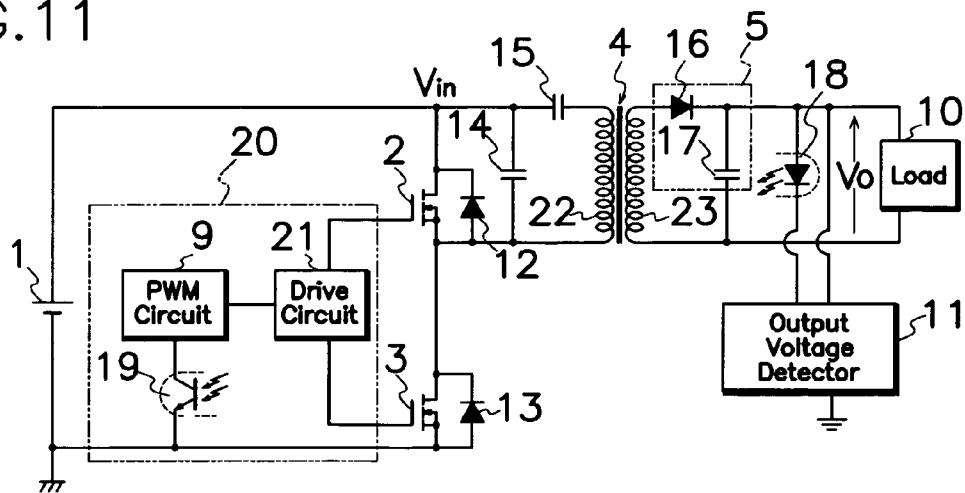 G.11
15
4
16
5
18
Vin
14
17
10
20
2
Vo
Load
22
23
1
9
21
12
PWM
Circuit
Drive
Circuit
Output
Voltage
Detector
11
19
3
13